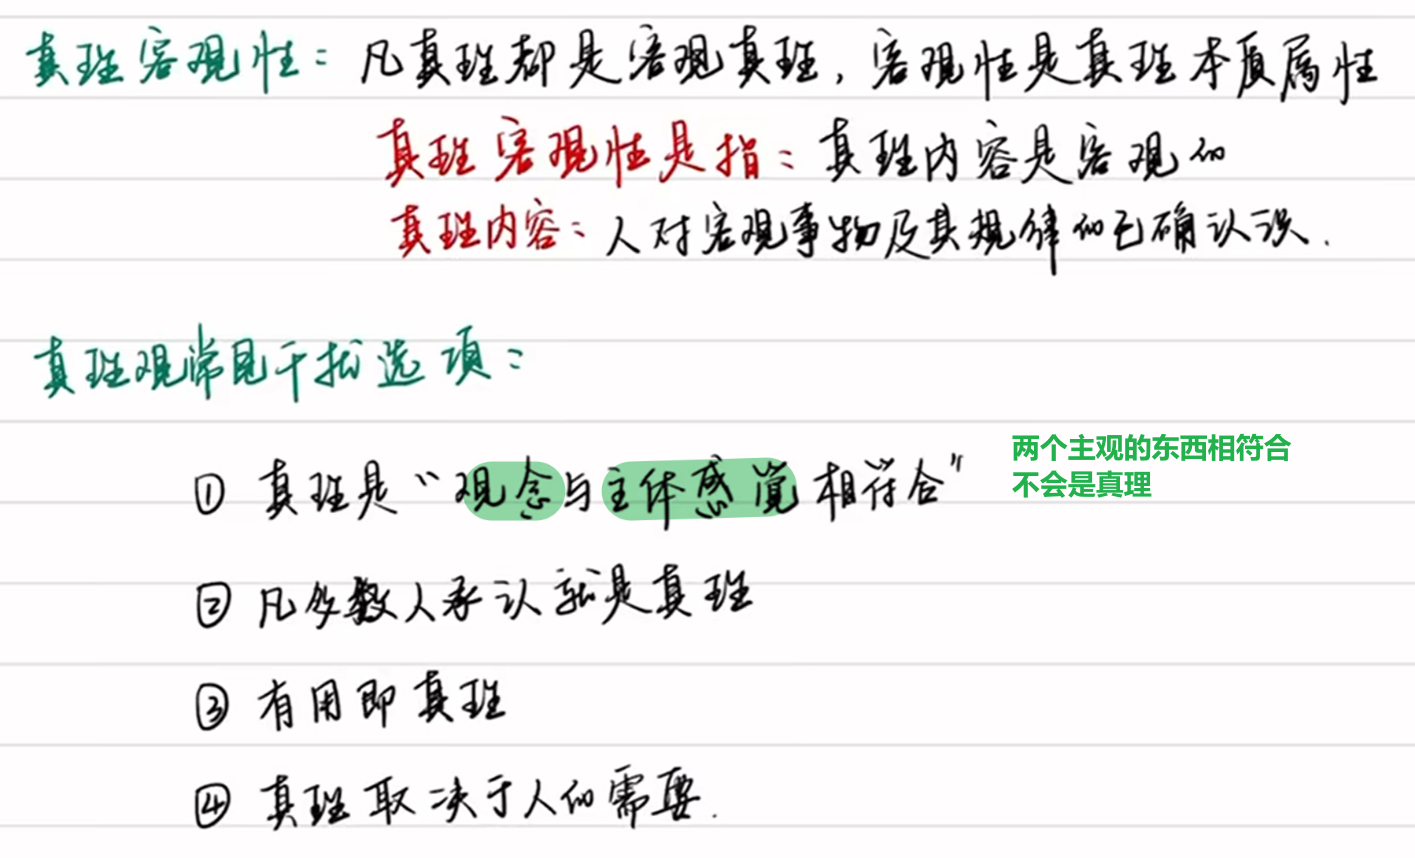 真理客观性：凡真理都是客观真理，客观性是真理本质属性
真理客观性是指：真理内容是客观的
真理内容：人对客观事物及其规律的正确认识.
真理观常见干扰选项：
① 真理是“观念与主体感觉相符合”
两个主观的东西相符合
不会是真理
② 凡多数人承认就是真理
③ 有用即真理
④ 真理取决于人的需要.